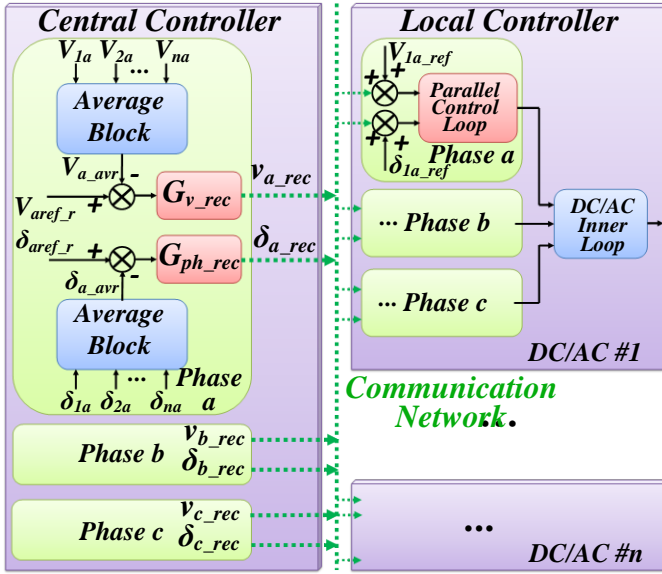 Central Controller
V1a V2a ... Vna
Average
Block
Va_avr
-
+
Varef_r
Gv_rec
va_rec
δaref_r
+
-
Gph_rec
δa_rec
δa_avr
Average
Block
δ1a δ2a ... δna
Phase
a
Phase b
vb_rec
δb_rec
Phase c
vc_rec
δc_rec
Local Controller
V1a_ref
+
+
+
+
Parallel
Control
Loop
Phase a
δ1a_ref
... Phase b
... Phase c
DC/AC
Inner
Loop
DC/AC #1
Communication
Network
...
...
DC/AC #n